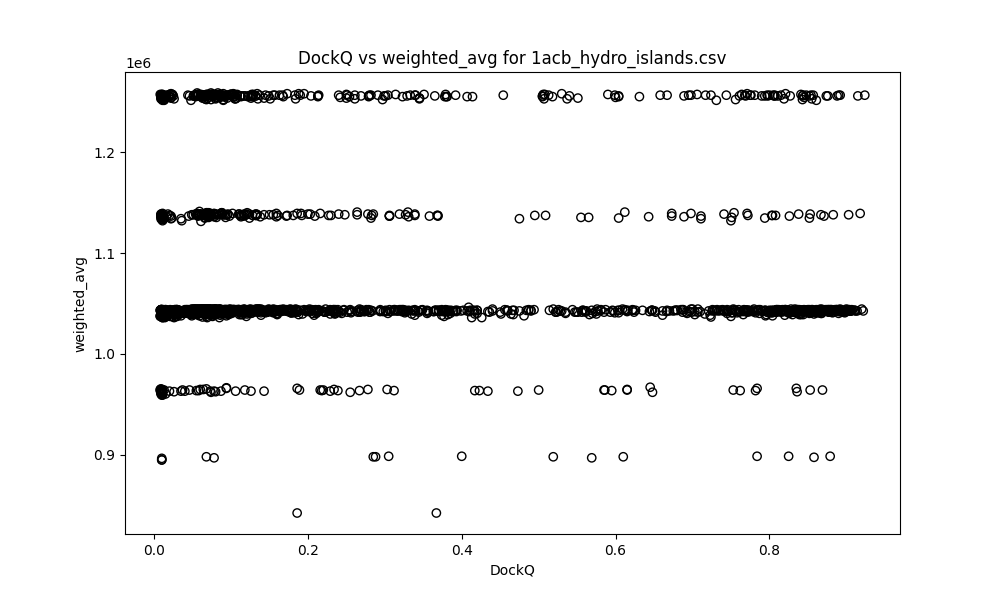 DockQ vs weighted_avg for 1acb_hydro_islands.csv
1e6
1.2
1.1
1.0
0.9
weighted_avg
0.0 0.2 0.4 0.6 0.8
DockQ